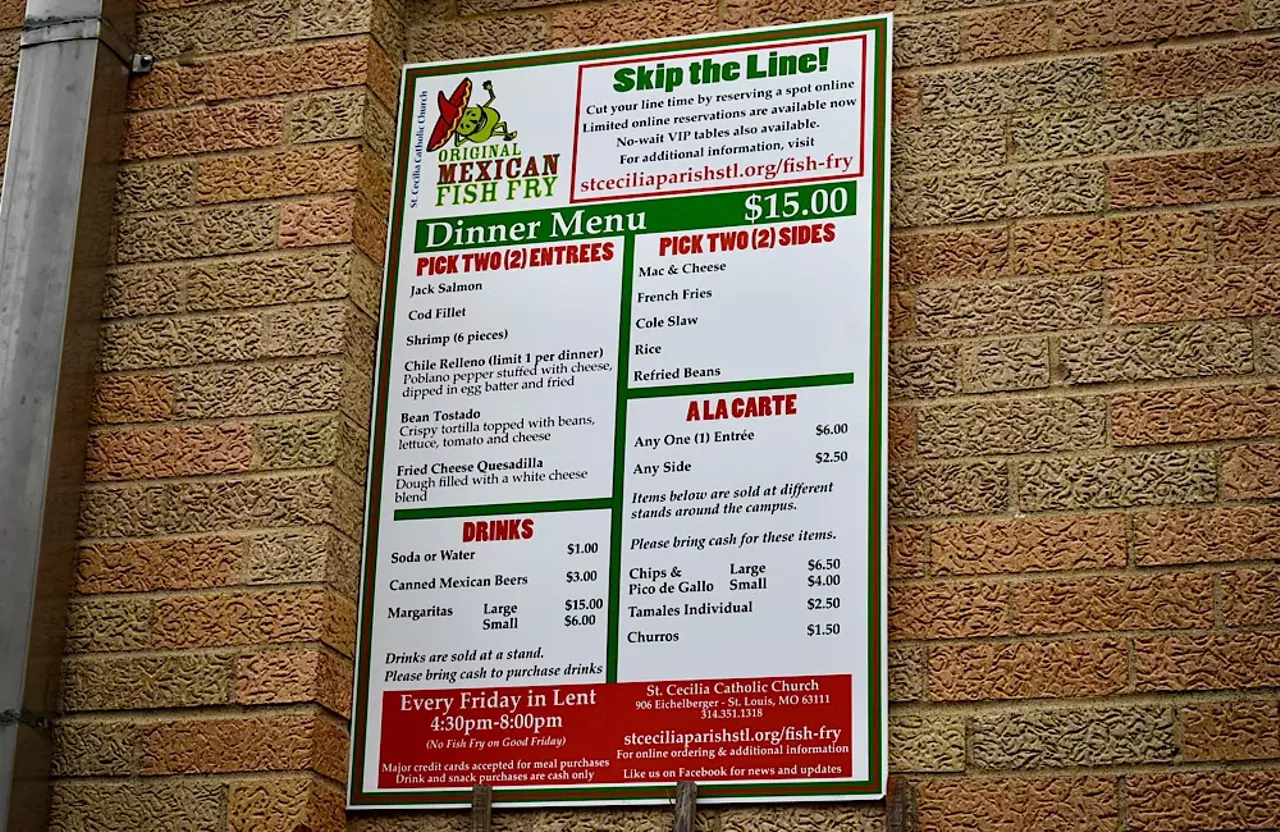 St. Cecilia Catholic Church
ORIGINAL
MEXICAN
FISH FRY
Skip the Line!
Cut your line time by reserving a spot online
Limited online reservations are available now
No-wait VIP tables also available.
For additional information, visit
stceciliaparishstl.org/fish-fry
Dinner Menu $15.00
PICK TWO (2) ENTREES
Jack Salmon
Cod Fillet
Shrimp (6 pieces)
Chile Relleno (limit 1 per dinner)
Poblano pepper stuffed with cheese,
dipped in egg batter and fried
Bean Tostado
Crispy tortilla topped with beans,
lettuce, tomato and cheese
Fried Cheese Quesadilla
Dough filled with a white cheese
blend
DRINKS
Soda or Water $1.00
Canned Mexican Beers $3.00
Margaritas Large $15.00
Small $6.00
Drinks are sold at a stand.
Please bring cash to purchase drinks
PICK TWO (2) SIDES
Mac & Cheese
French Fries
Cole Slaw
Rice
Refried Beans
A LA CARTE
Any One (1) Entrée $6.00
Any Side $2.50
Items below are sold at different
stands around the campus.
Please bring cash for these items.
Chips & Large $6.50
Pico de Gallo Small $4.00
Tamales Individual $2.50
Churros $1.50
Every Friday in Lent
4:30pm-8:00pm
(No Fish Fry on Good Friday)
Major credit cards accepted for meal purchases
Drink and snack purchases are cash only
St. Cecilia Catholic Church
906 Eichelberger - St. Louis, MO 63111
314.351.1318
stceciliaparishstl.org/fish-fry
For online ordering & additional information
Like us on Facebook for news and updates